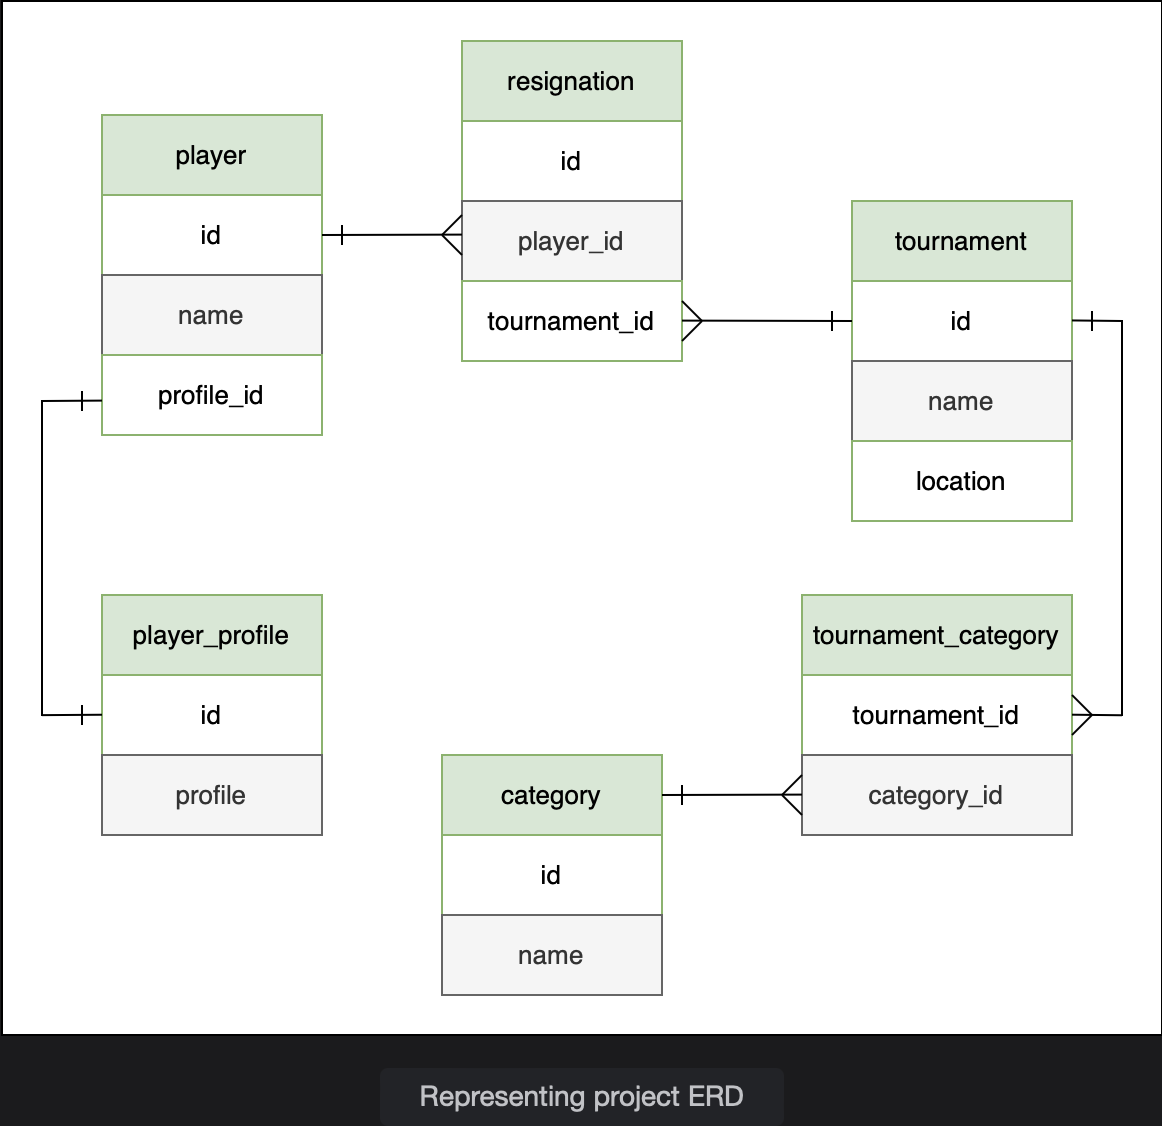 resignation
id
player_id
tournament_id
player
id
name
profile_id
tournament
id
name
location
player_profile
id
profile
tournament_category
tournament_id
category_id
category
id
name
Representing project ERD